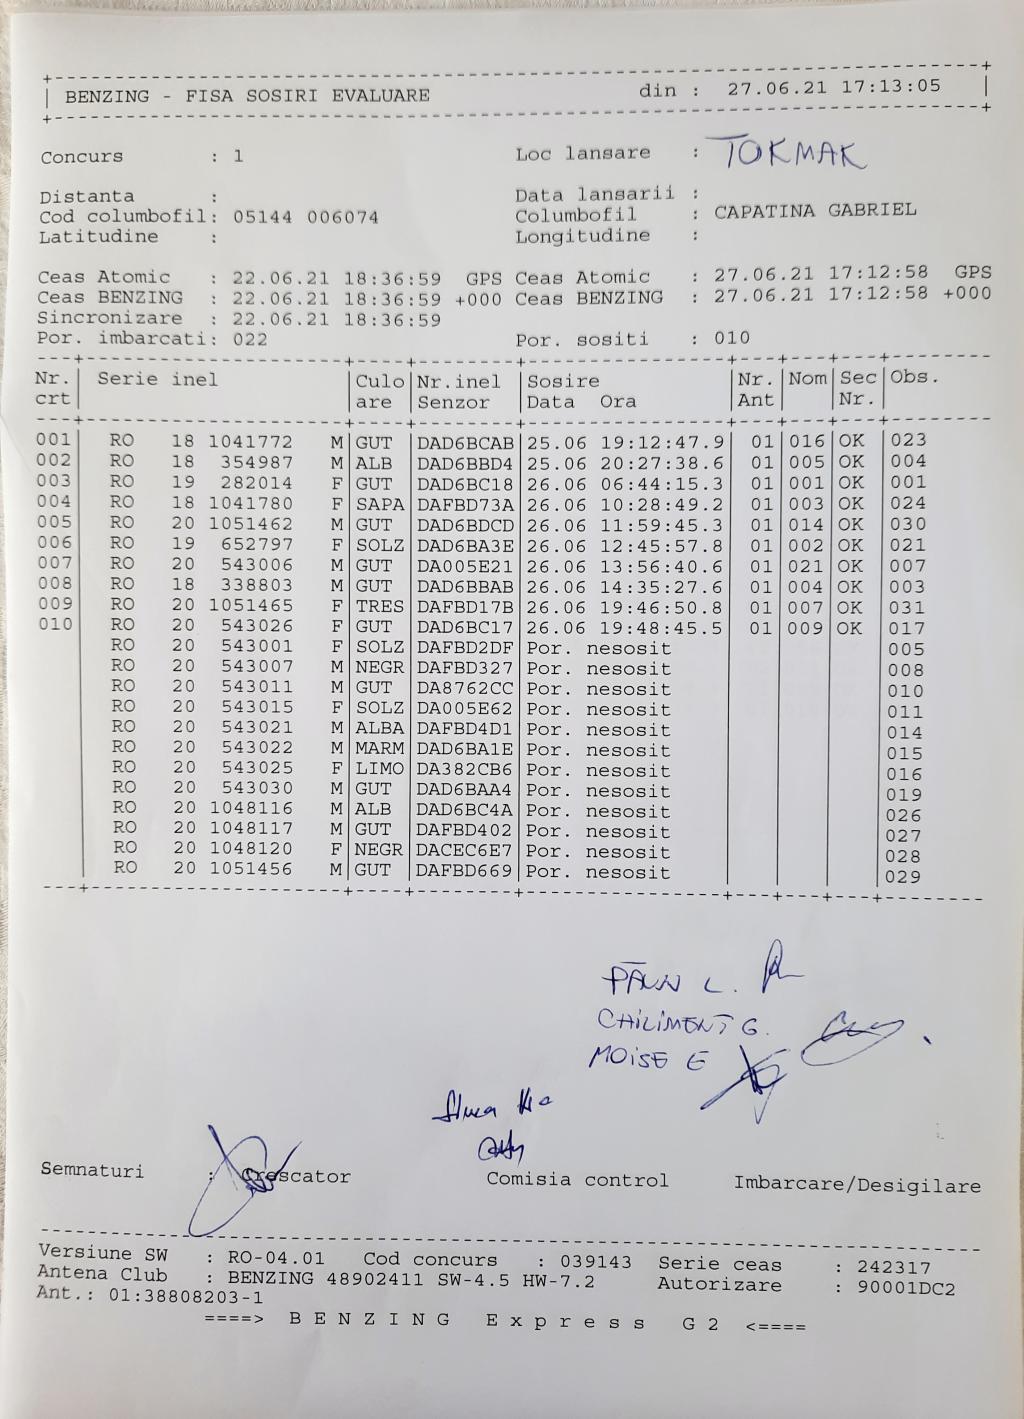 BENZING - FISA SOSIRI EVALUARE din : 27.06.21 17:13:05
Concurs : 1 Loc lansare : TOKMAK
Distanta : Data lansarii :
Cod columbofil: 05144 006074 Columbofil : CAPATINA GABRIEL
Latitudine : Longitudine :
Ceas Atomic : 22.06.21 18:36:59 GPS Ceas Atomic : 27.06.21 17:12:58 GPS
Ceas BENZING : 22.06.21 18:36:59 +000 Ceas BENZING : 27.06.21 17:12:58 +000
Sincronizare : 22.06.21 18:36:59
Por. imbarcati: 022 Por. sositi : 010
Nr. Serie inel Culo Nr.inel Sosire Nr. Nom Sec Obs.
crt are Senzor Data Ora Ant Nr.
001 RO 18 1041772 M GUT DAD6BCAB 25.06 19:12:47.9 01 016 OK 023
002 RO 18 354987 M ALB DAD6BBD4 25.06 20:27:38.6 01 005 OK 004
003 RO 19 282014 F GUT DAD6BC18 26.06 06:44:15.3 01 001 OK 001
004 RO 18 1041780 F SAPA DAFBD73A 26.06 10:28:49.2 01 003 OK 024
005 RO 20 1051462 M GUT DAD6BDCD 26.06 11:59:45.3 01 014 OK 030
006 RO 19 652797 F SOLZ DAD6BA3E 26.06 12:45:57.8 01 002 OK 021
007 RO 20 543006 M GUT DA005E21 26.06 13:56:40.6 01 021 OK 007
008 RO 18 338803 M GUT DAD6BBAB 26.06 14:35:27.6 01 004 OK 003
009 RO 20 1051465 F TRES DAFBD17B 26.06 19:46:50.8 01 007 OK 031
010 RO 20 543026 F GUT DAD6BC17 26.06 19:48:45.5 01 009 OK 017
RO 20 543001 F SOLZ DAFBD2DF Por. nesosit 005
RO 20 543007 M NEGR DAFBD327 Por. nesosit 008
RO 20 543011 M GUT DA8762CC Por. nesosit 010
RO 20 543015 F SOLZ DA005E62 Por. nesosit 011
RO 20 543021 M ALBA DAFBD4D1 Por. nesosit 014
RO 20 543022 M MARM DAD6BA1E Por. nesosit 015
RO 20 543025 F LIMO DA382CB6 Por. nesosit 016
RO 20 543030 M GUT DAD6BAA4 Por. nesosit 019
RO 20 1048116 M ALB DAD6BC4A Por. nesosit 026
RO 20 1048117 M GUT DAFBD402 Por. nesosit 027
RO 20 1048120 F NEGR DACEC6E7 Por. nesosit 028
RO 20 1051456 M GUT DAFBD669 Por. nesosit 029
PĂUN L.
CHILIMENT G.
MOISE E
Semnaturi : Crescator Comisia control Imbarcare/Desigilare
Versiune SW : RO-04.01 Cod concurs : 039143 Serie ceas : 242317
Antena Club : BENZING 48902411 SW-4.5 HW-7.2 Autorizare : 90001DC2
Ant.: 01:38808203-1
====> B E N Z I N G E x p r e s s G 2 <====